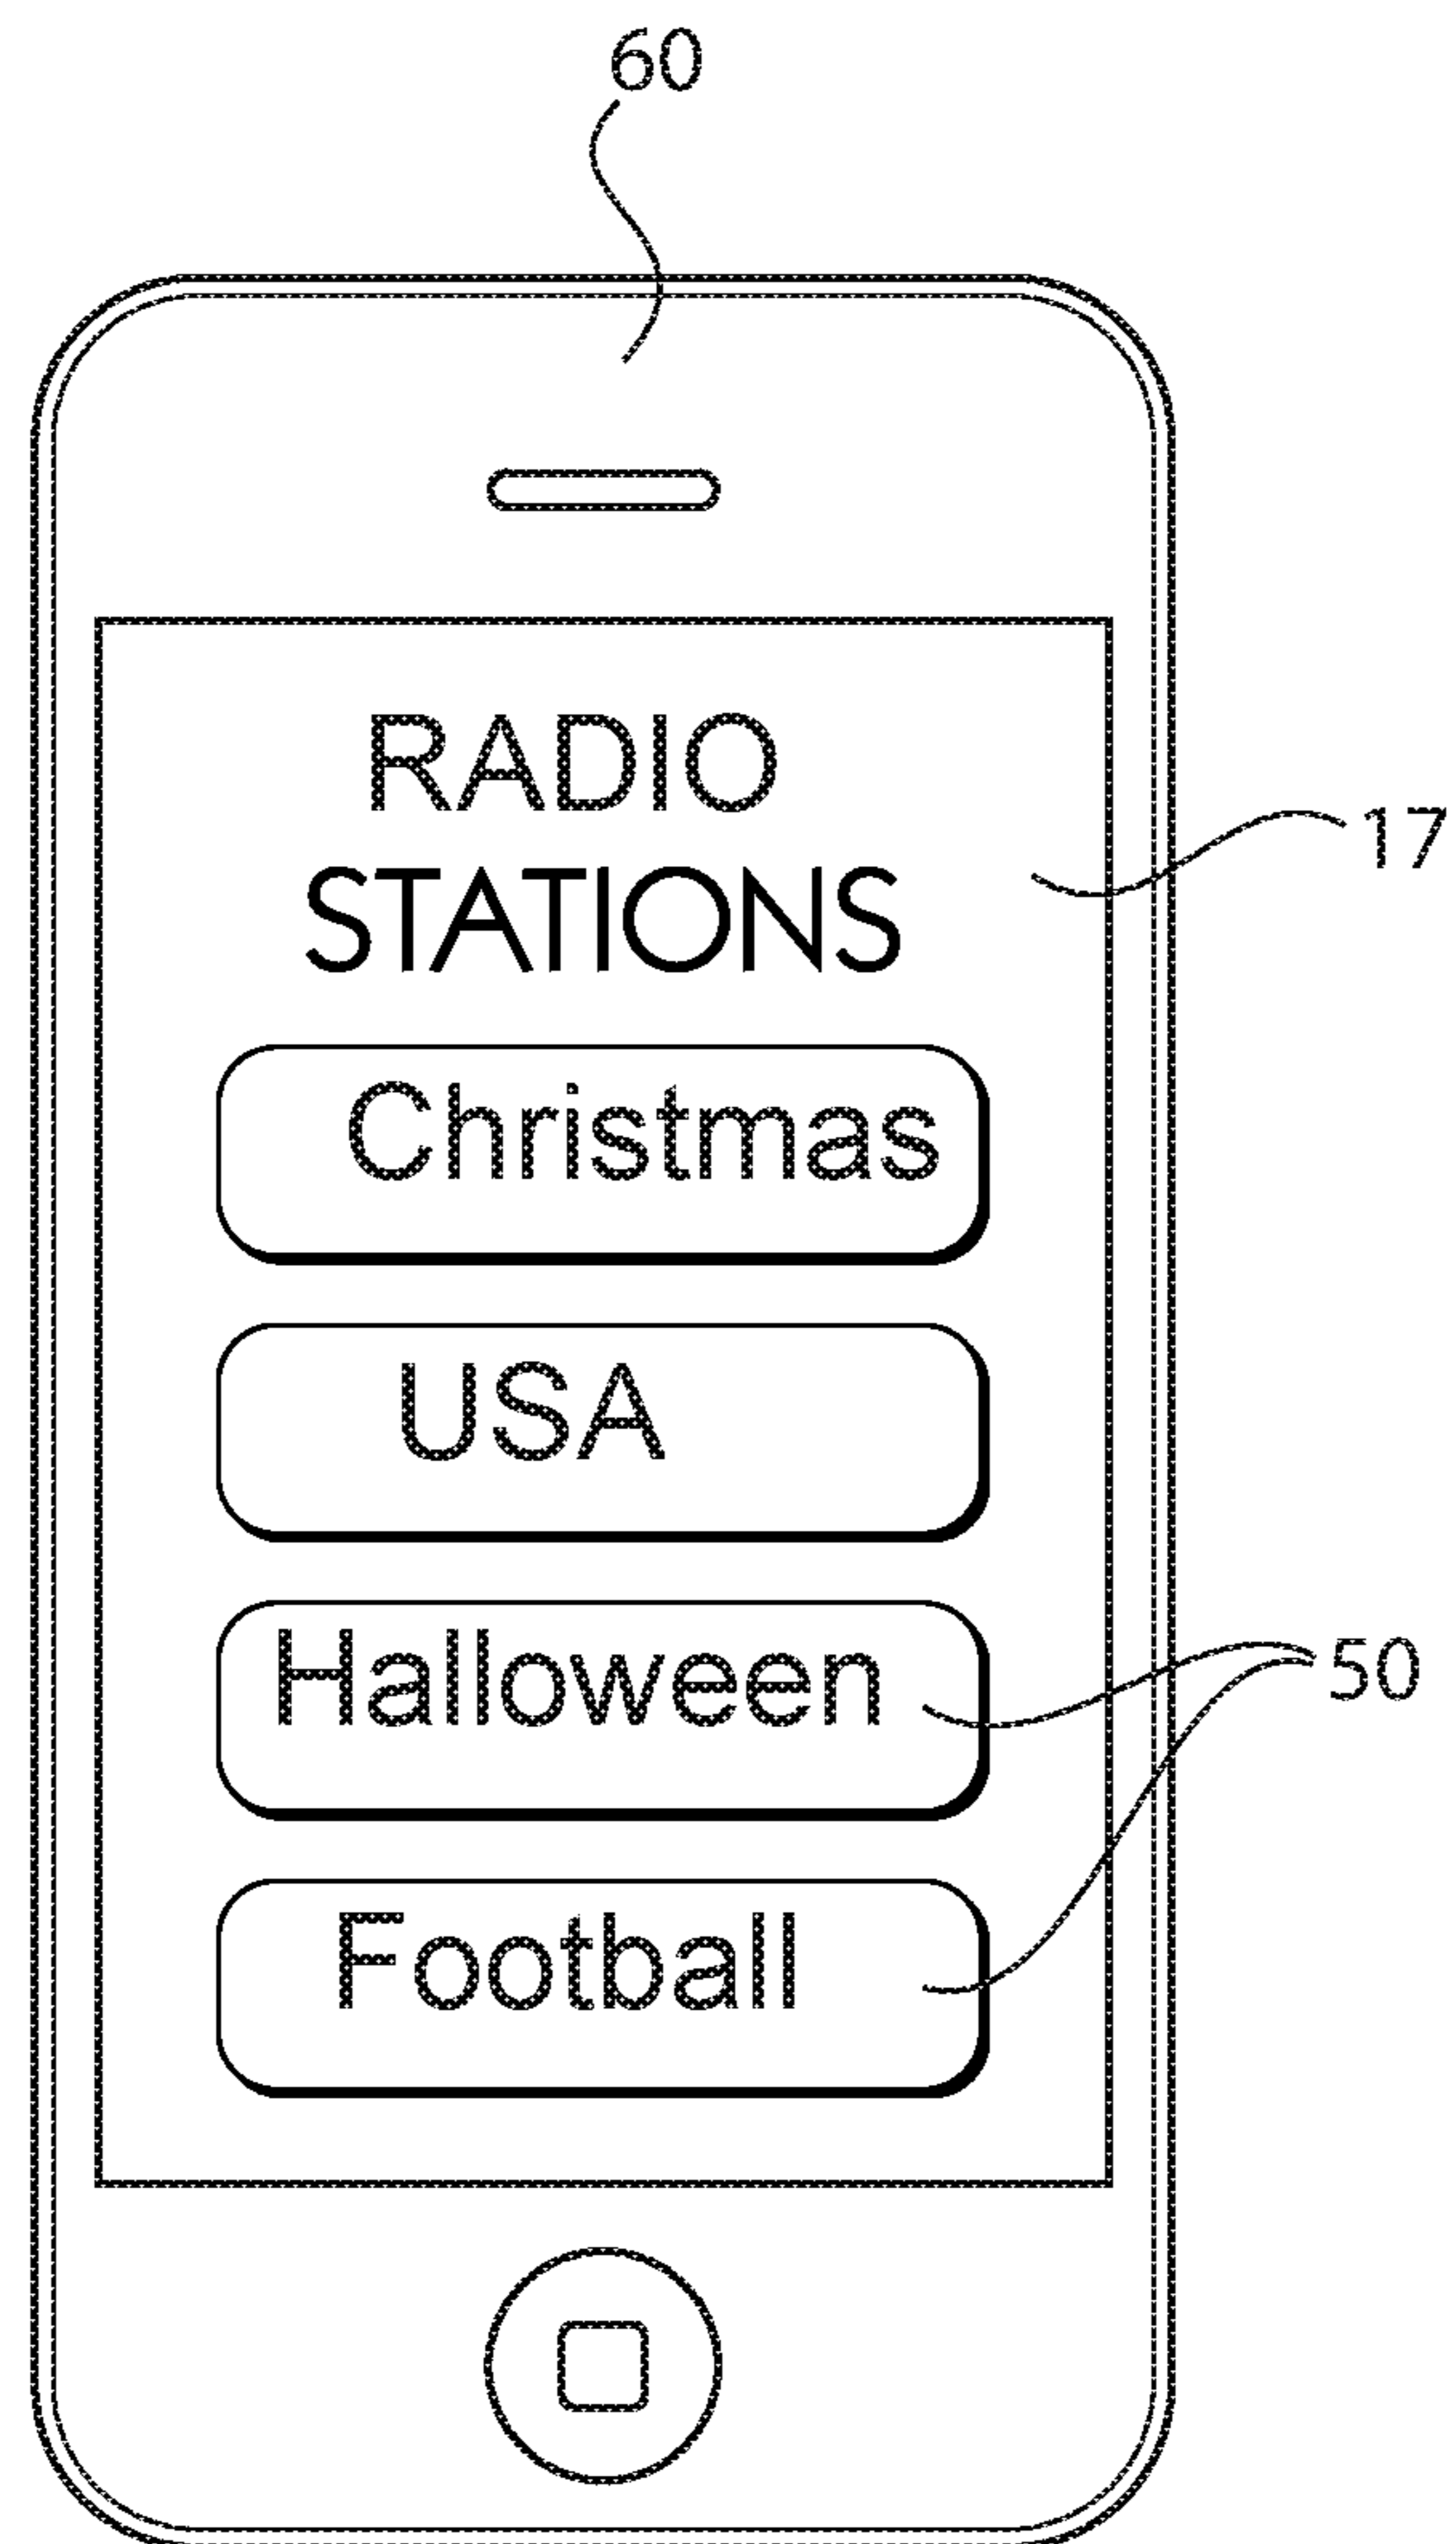 60
RADIO
17
STATIONS
Christmas
USA
Halloween
50
Football